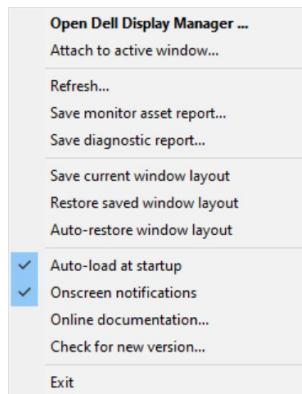 Open Dell Display Manager ...
Attach to active window...
Refresh...
Save monitor asset report...
Save diagnostic report...
Save current window layout
Restore saved window layout
Auto-restore window layout
Auto-load at startup
Onscreen notifications
Online documentation...
Check for new version...
Exit